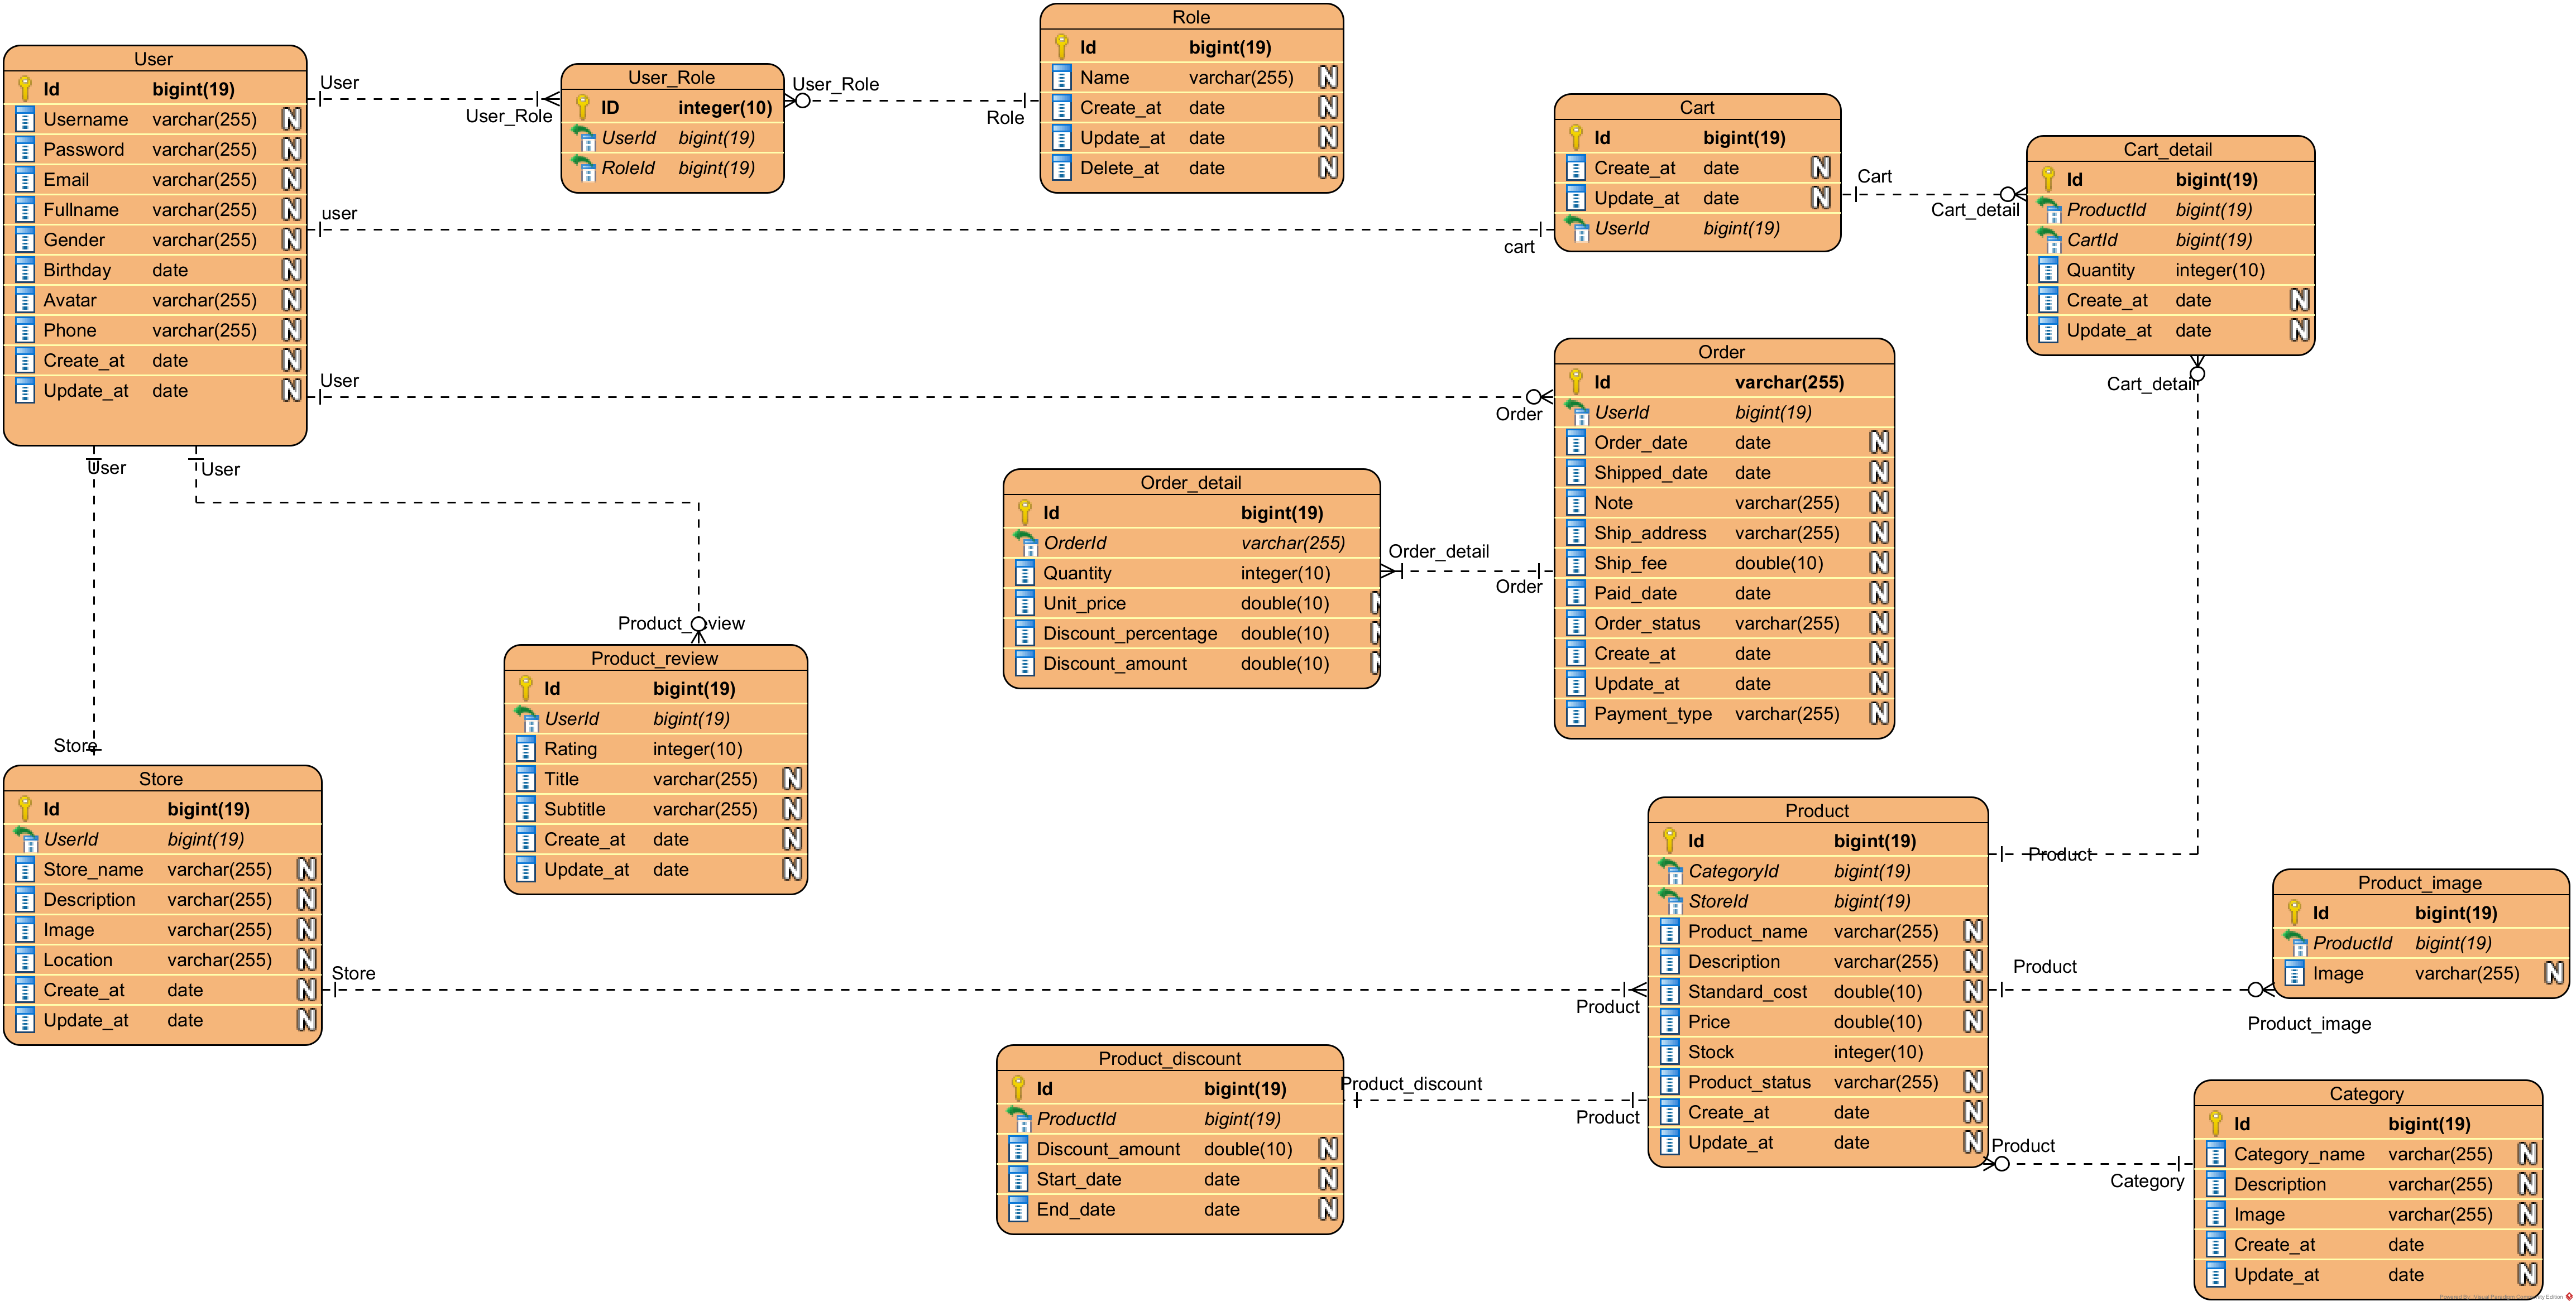 User
Id bigint(19)
Username varchar(255) N
Password varchar(255) N
Email varchar(255) N
Fullname varchar(255) N
Gender varchar(255) N
Birthday date N
Avatar varchar(255) N
Phone varchar(255) N
Create_at date N
Update_at date N
User
User_Role
User_Role
ID integer(10)
UserId bigint(19)
RoleId bigint(19)
User_Role
Role
Role
Id bigint(19)
Name varchar(255) N
Create_at date N
Update_at date N
Delete_at date N
user
cart
Cart
Id bigint(19)
Create_at date N
Update_at date N
UserId bigint(19)
Cart
Cart_detail
Cart_detail
Id bigint(19)
ProductId bigint(19)
CartId bigint(19)
Quantity integer(10)
Create_at date N
Update_at date N
Cart_detail
User
Order
Order
Id varchar(255)
UserId bigint(19)
Order_date date N
Shipped_date date N
Note varchar(255) N
Ship_address varchar(255) N
Ship_fee double(10) N
Paid_date date N
Order_status varchar(255) N
Create_at date N
Update_at date N
Payment_type varchar(255) N
Order_detail
Id bigint(19)
OrderId varchar(255)
Quantity integer(10)
Unit_price double(10) N
Discount_percentage double(10) N
Discount_amount double(10) N
Order_detail
Order
User
User
Product_review
Product_review
Id bigint(19)
UserId bigint(19)
Rating integer(10)
Title varchar(255) N
Subtitle varchar(255) N
Create_at date N
Update_at date N
Store
Store
Id bigint(19)
UserId bigint(19)
Store_name varchar(255) N
Description varchar(255) N
Image varchar(255) N
Location varchar(255) N
Create_at date N
Update_at date N
Store
Product
Product
Id bigint(19)
CategoryId bigint(19)
StoreId bigint(19)
Product_name varchar(255) N
Description varchar(255) N
Standard_cost double(10) N
Price double(10) N
Stock integer(10)
Product_status varchar(255) N
Create_at date N
Update_at date N
Product
Product
Product_image
Product_image
Id bigint(19)
ProductId bigint(19)
Image varchar(255) N
Product_discount
Id bigint(19)
ProductId bigint(19)
Discount_amount double(10) N
Start_date date N
End_date date N
Product_discount
Product
Product
Category
Category
Id bigint(19)
Category_name varchar(255) N
Description varchar(255) N
Image varchar(255) N
Create_at date N
Update_at date N
Powered By: Visual Paradigm Community Edition